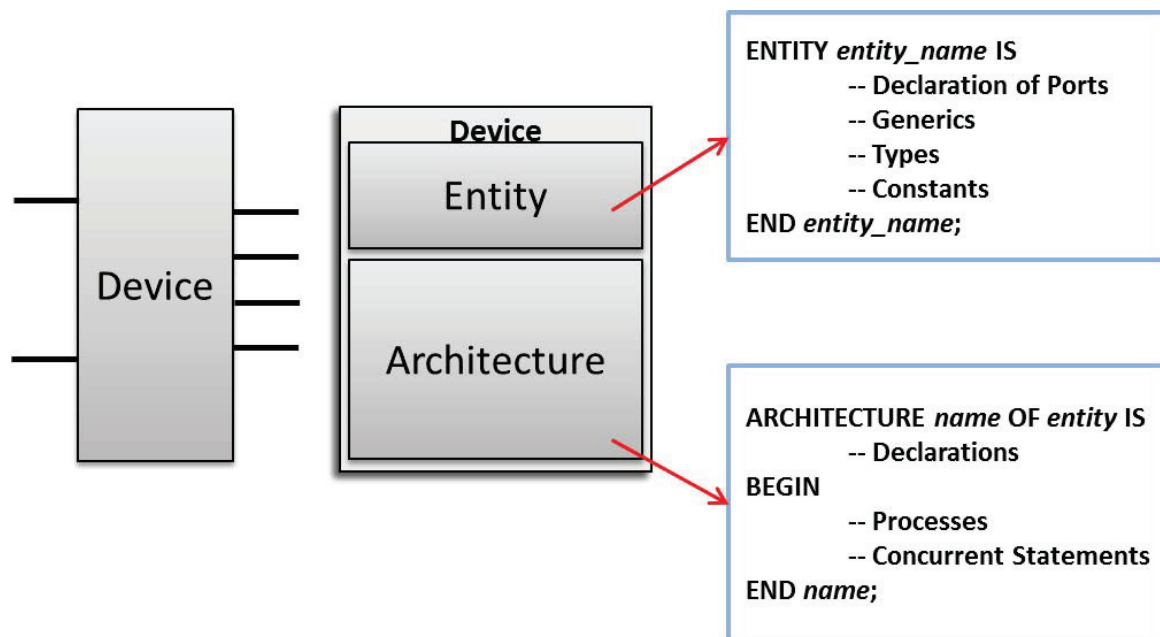 Device
Device
Entity
Architecture
ENTITY entity_name IS
-- Declaration of Ports
-- Generics
-- Types
-- Constants
END entity_name;
ARCHITECTURE name OF entity IS
-- Declarations
BEGIN
-- Processes
-- Concurrent Statements
END name;